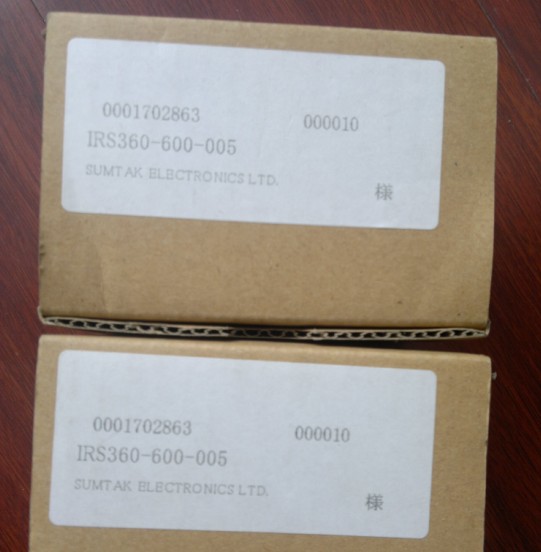 0001702863 000010
IRS360-600-005
SUMTAK ELECTRONICS LTD.
様
0001702863 000010
IRS360-600-005
SUMTAK ELECTRONICS LTD.
様